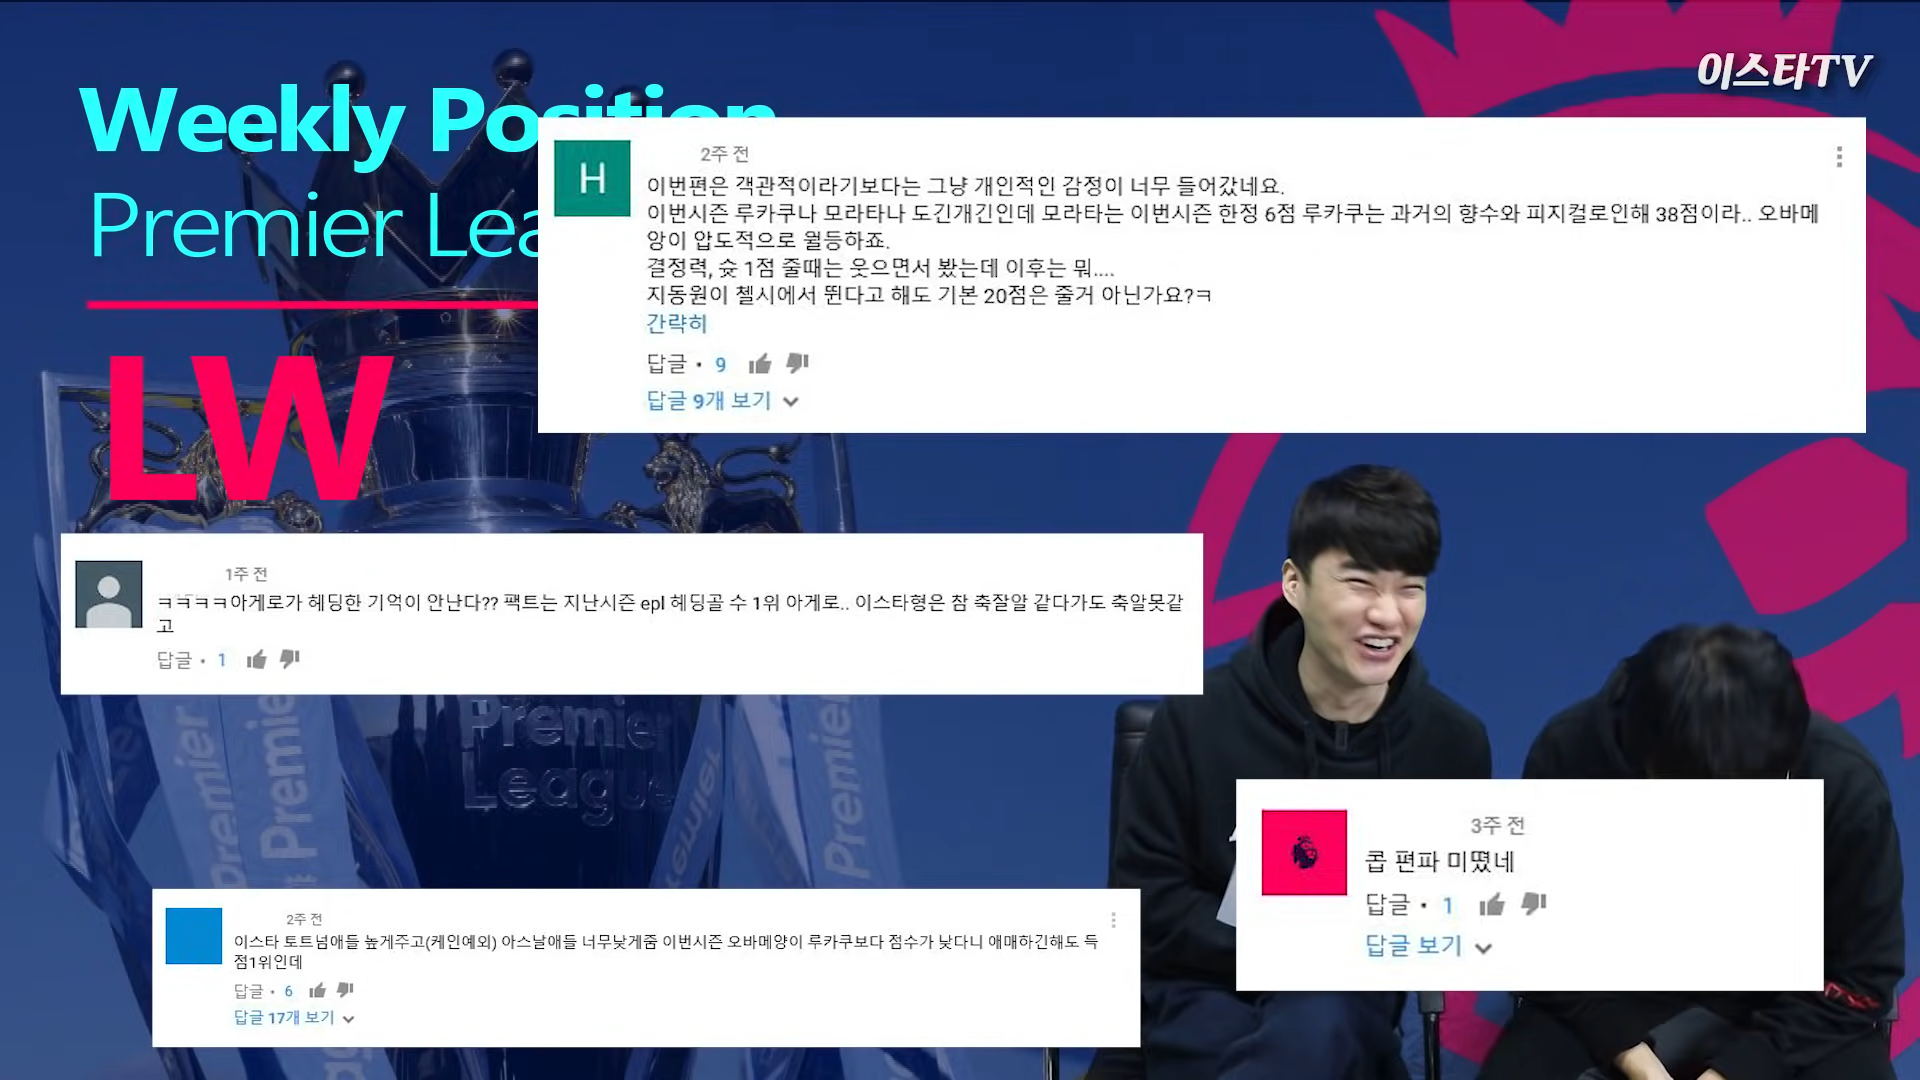 이스타TV
Weekly Position
Premier Lea
LW
H
2주 전
이번편은 객관적이라기보다는 그냥 개인적인 감정이 너무 들어갔네요.
이번시즌 루카쿠나 모라타나 도긴개긴인데 모라타는 이번시즌 한정 6점 루카쿠는 과거의 향수와 피지컬로인해 38점이라.. 오바메
양이 압도적으로 월등하죠.
결정력, 슛 1점 줄때는 웃으면서 봤는데 이후는 뭐....
지동원이 첼시에서 뛴다고 해도 기본 20점은 줄거 아닌가요?ㅋ
간략히
답글 • 9
답글 9개 보기
1주 전
ㅋㅋㅋㅋ아게로가 헤딩한 기억이 안난다?? 팩트는 지난시즌 epl 헤딩골 수 1위 아게로.. 이스타형은 참 축잘알 같다가도 축알못같
고
답글 • 1
Premier
League
Premier
Premier
Premier
2주 전
이스타 토트넘애들 높게주고(케인예외) 아스날애들 너무낮게줌 이번시즌 오바메양이 루카쿠보다 점수가 낮다니 애매하긴해도 득
점1위인데
답글 • 6
답글 17개 보기
3주 전
콥 편파 미쪘네
답글 • 1
답글 보기